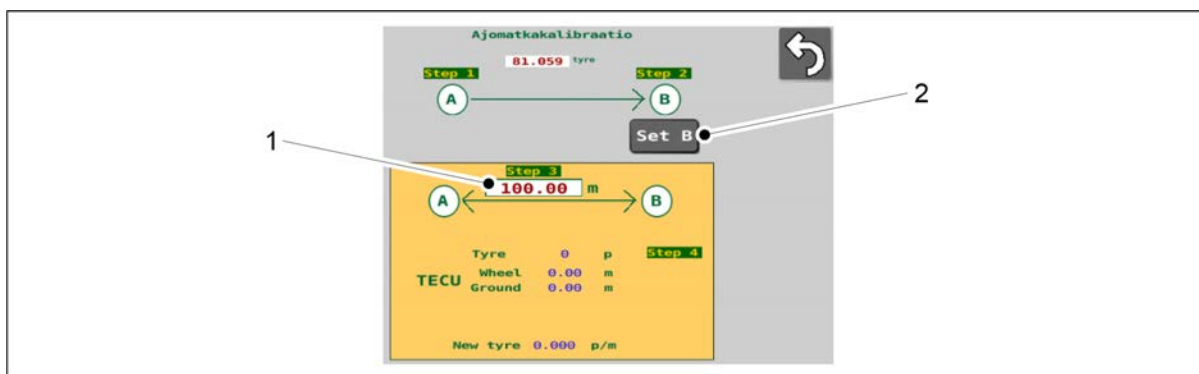 Ajomatkakalibraatio
81.059 tyre
Step 1 Step 2
A B
2
Set B
1
Step 3
100.00 m
A B
Tyre 0 p Step 4
Wheel 0.00 m
TECU
Ground 0.00 m
New tyre 0.000 p/m